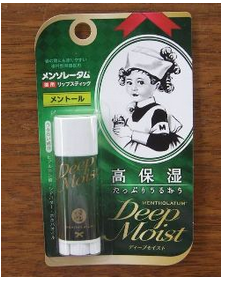 メンソレータム
薬用 リップスティック
メントール
M
高保湿
たっぷりうるおう
MENTHOLATUM
Deep
Moist
ディープモイスト
Deep
Moist